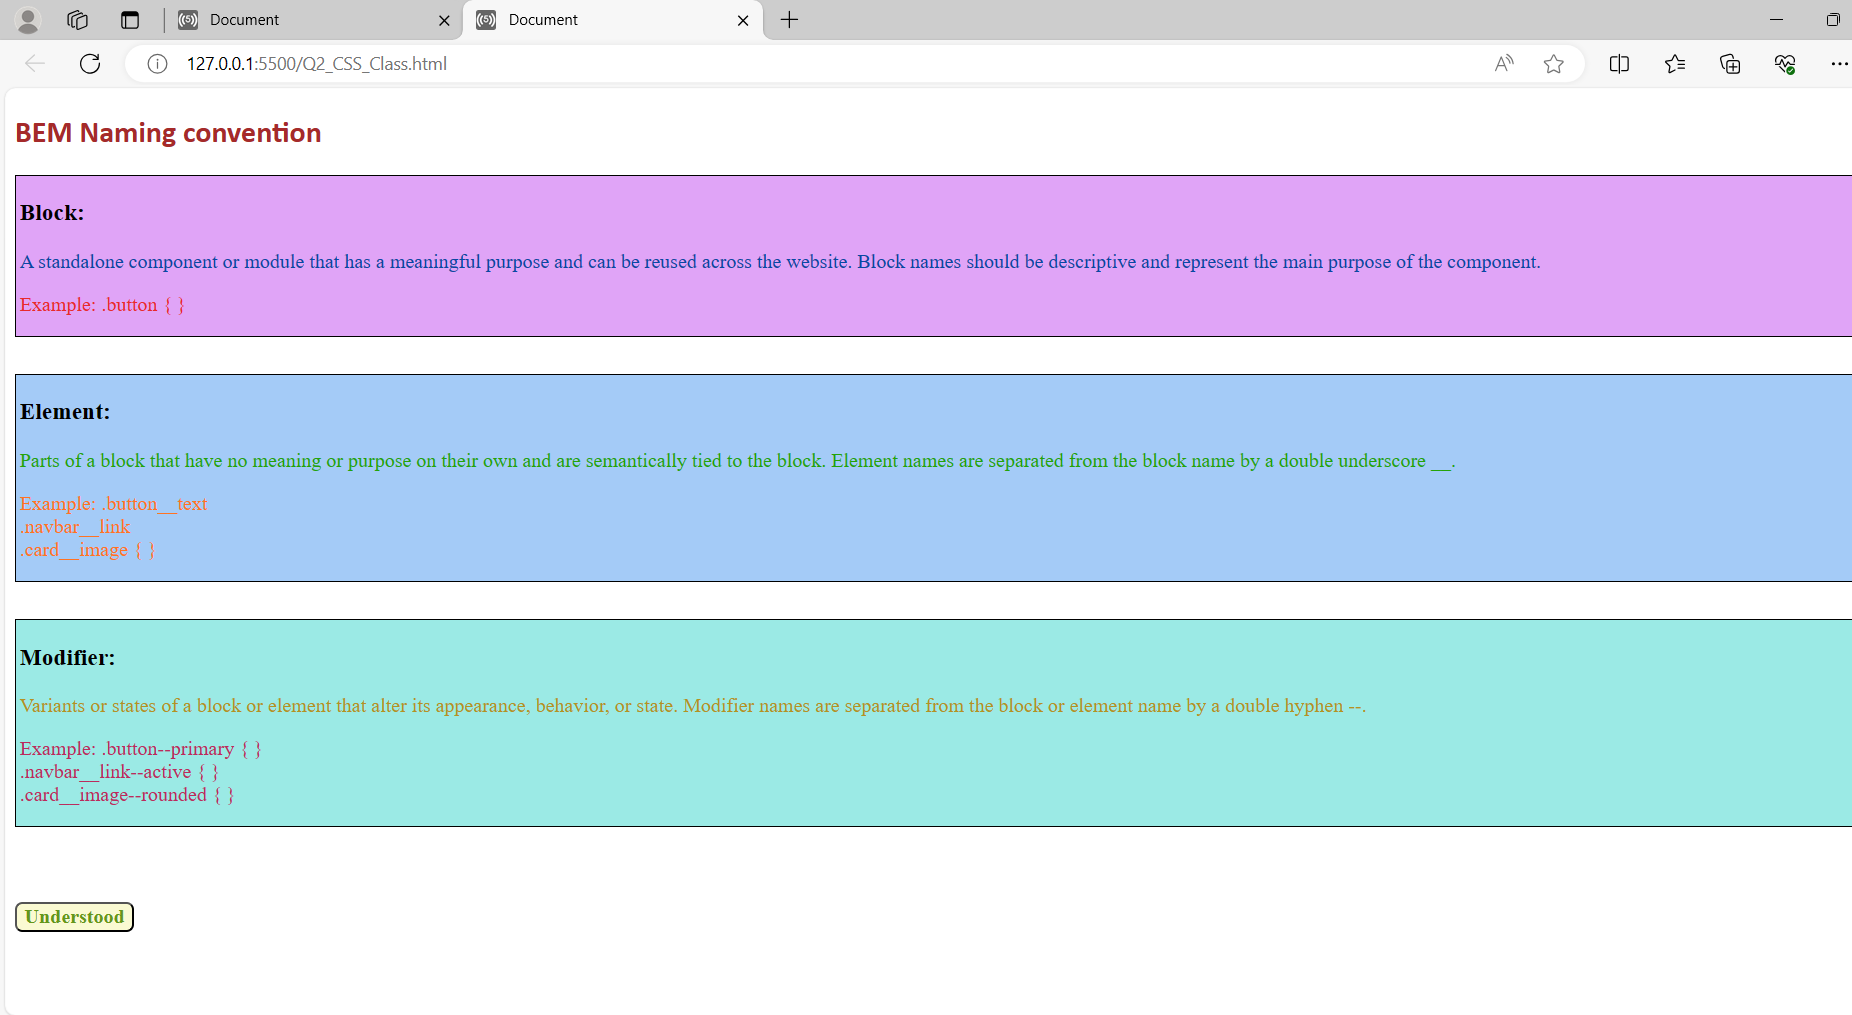 Document
Document
127.0.0.1:5500/Q2_CSS_Class.html
BEM Naming convention
Block:
A standalone component or module that has a meaningful purpose and can be reused across the website. Block names should be descriptive and represent the main purpose of the component.
Example: .button { }
Element:
Parts of a block that have no meaning or purpose on their own and are semantically tied to the block. Element names are separated from the block name by a double underscore __.
Example: .button__text
.navbar__link
.card__image { }
Modifier:
Variants or states of a block or element that alter its appearance, behavior, or state. Modifier names are separated from the block or element name by a double hyphen --.
Example: .button--primary { }
.navbar__link--active { }
.card__image--rounded { }
Understood